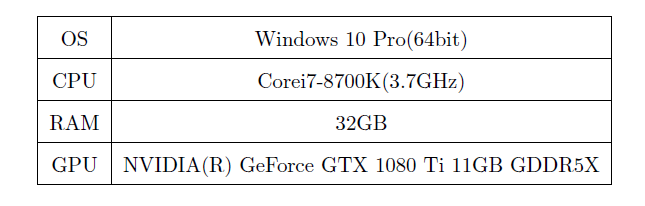 OS Windows 10 Pro(64bit)
CPU Corei7-8700K(3.7GHz)
RAM 32GB
GPU NVIDIA(R) GeForce GTX 1080 Ti 11GB GDDR5X